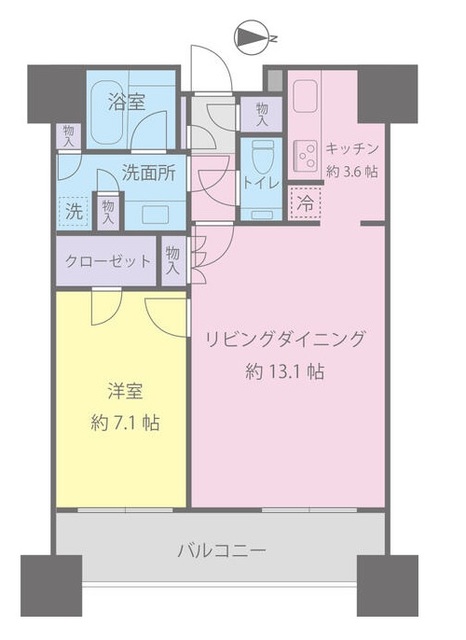 N
浴室
物入
物入
キッチン
約 3.6 帖
洗面所
トイレ
洗
物入
冷
クローゼット
物入
リビングダイニング
約 13.1 帖
洋室
約 7.1 帖
バルコニー